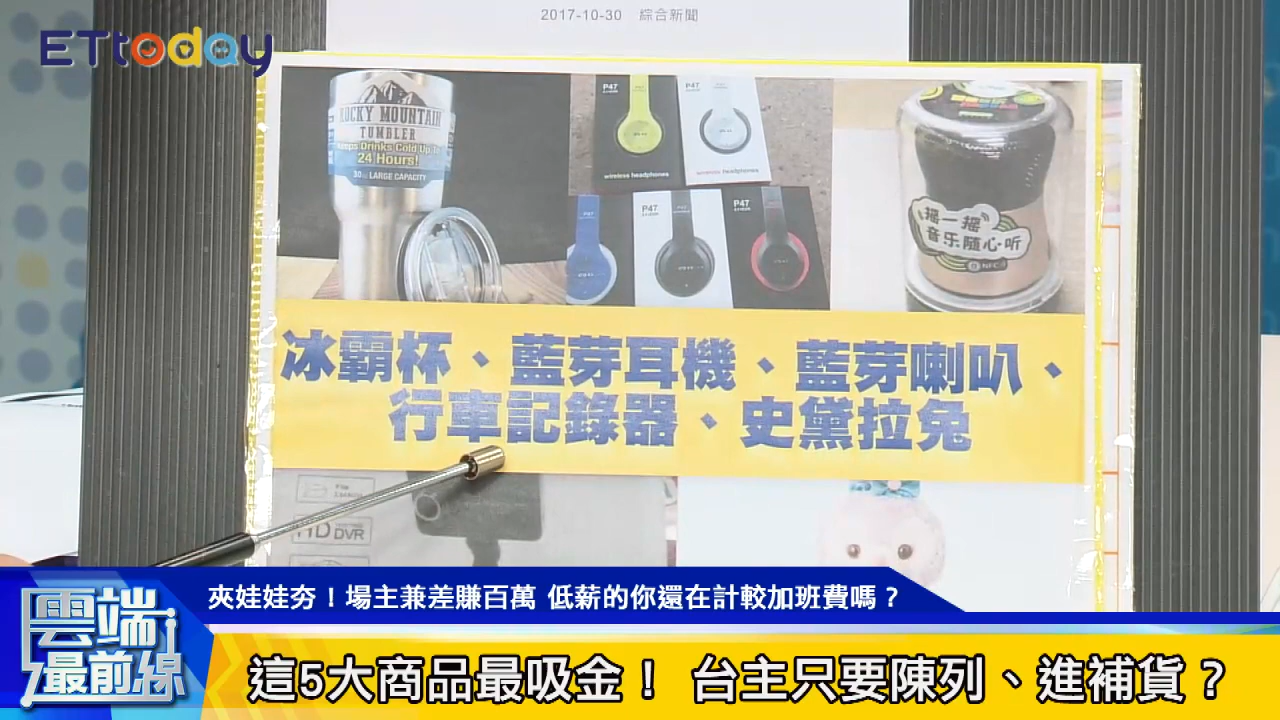 2017-10-30 綜合新聞
ETtoday
ROCKY MOUNTAIN
TUMBLER
Keeps Drinks Cold Up To
24 Hours!
30 oz LARGE CAPACITY
P47
P47
wireless headphones
wireless headphones
P47
P47
P47
摇一摇
音乐随心听
NFC
冰霸杯、藍芽耳機、藍芽喇叭、
行車記錄器、史黛拉兔
HD DVR
夾娃娃夯！場主兼差賺百萬 低薪的你還在計較加班費嗎？
雲端
最前線
這5大商品最吸金！ 台主只要陳列、進補貨？